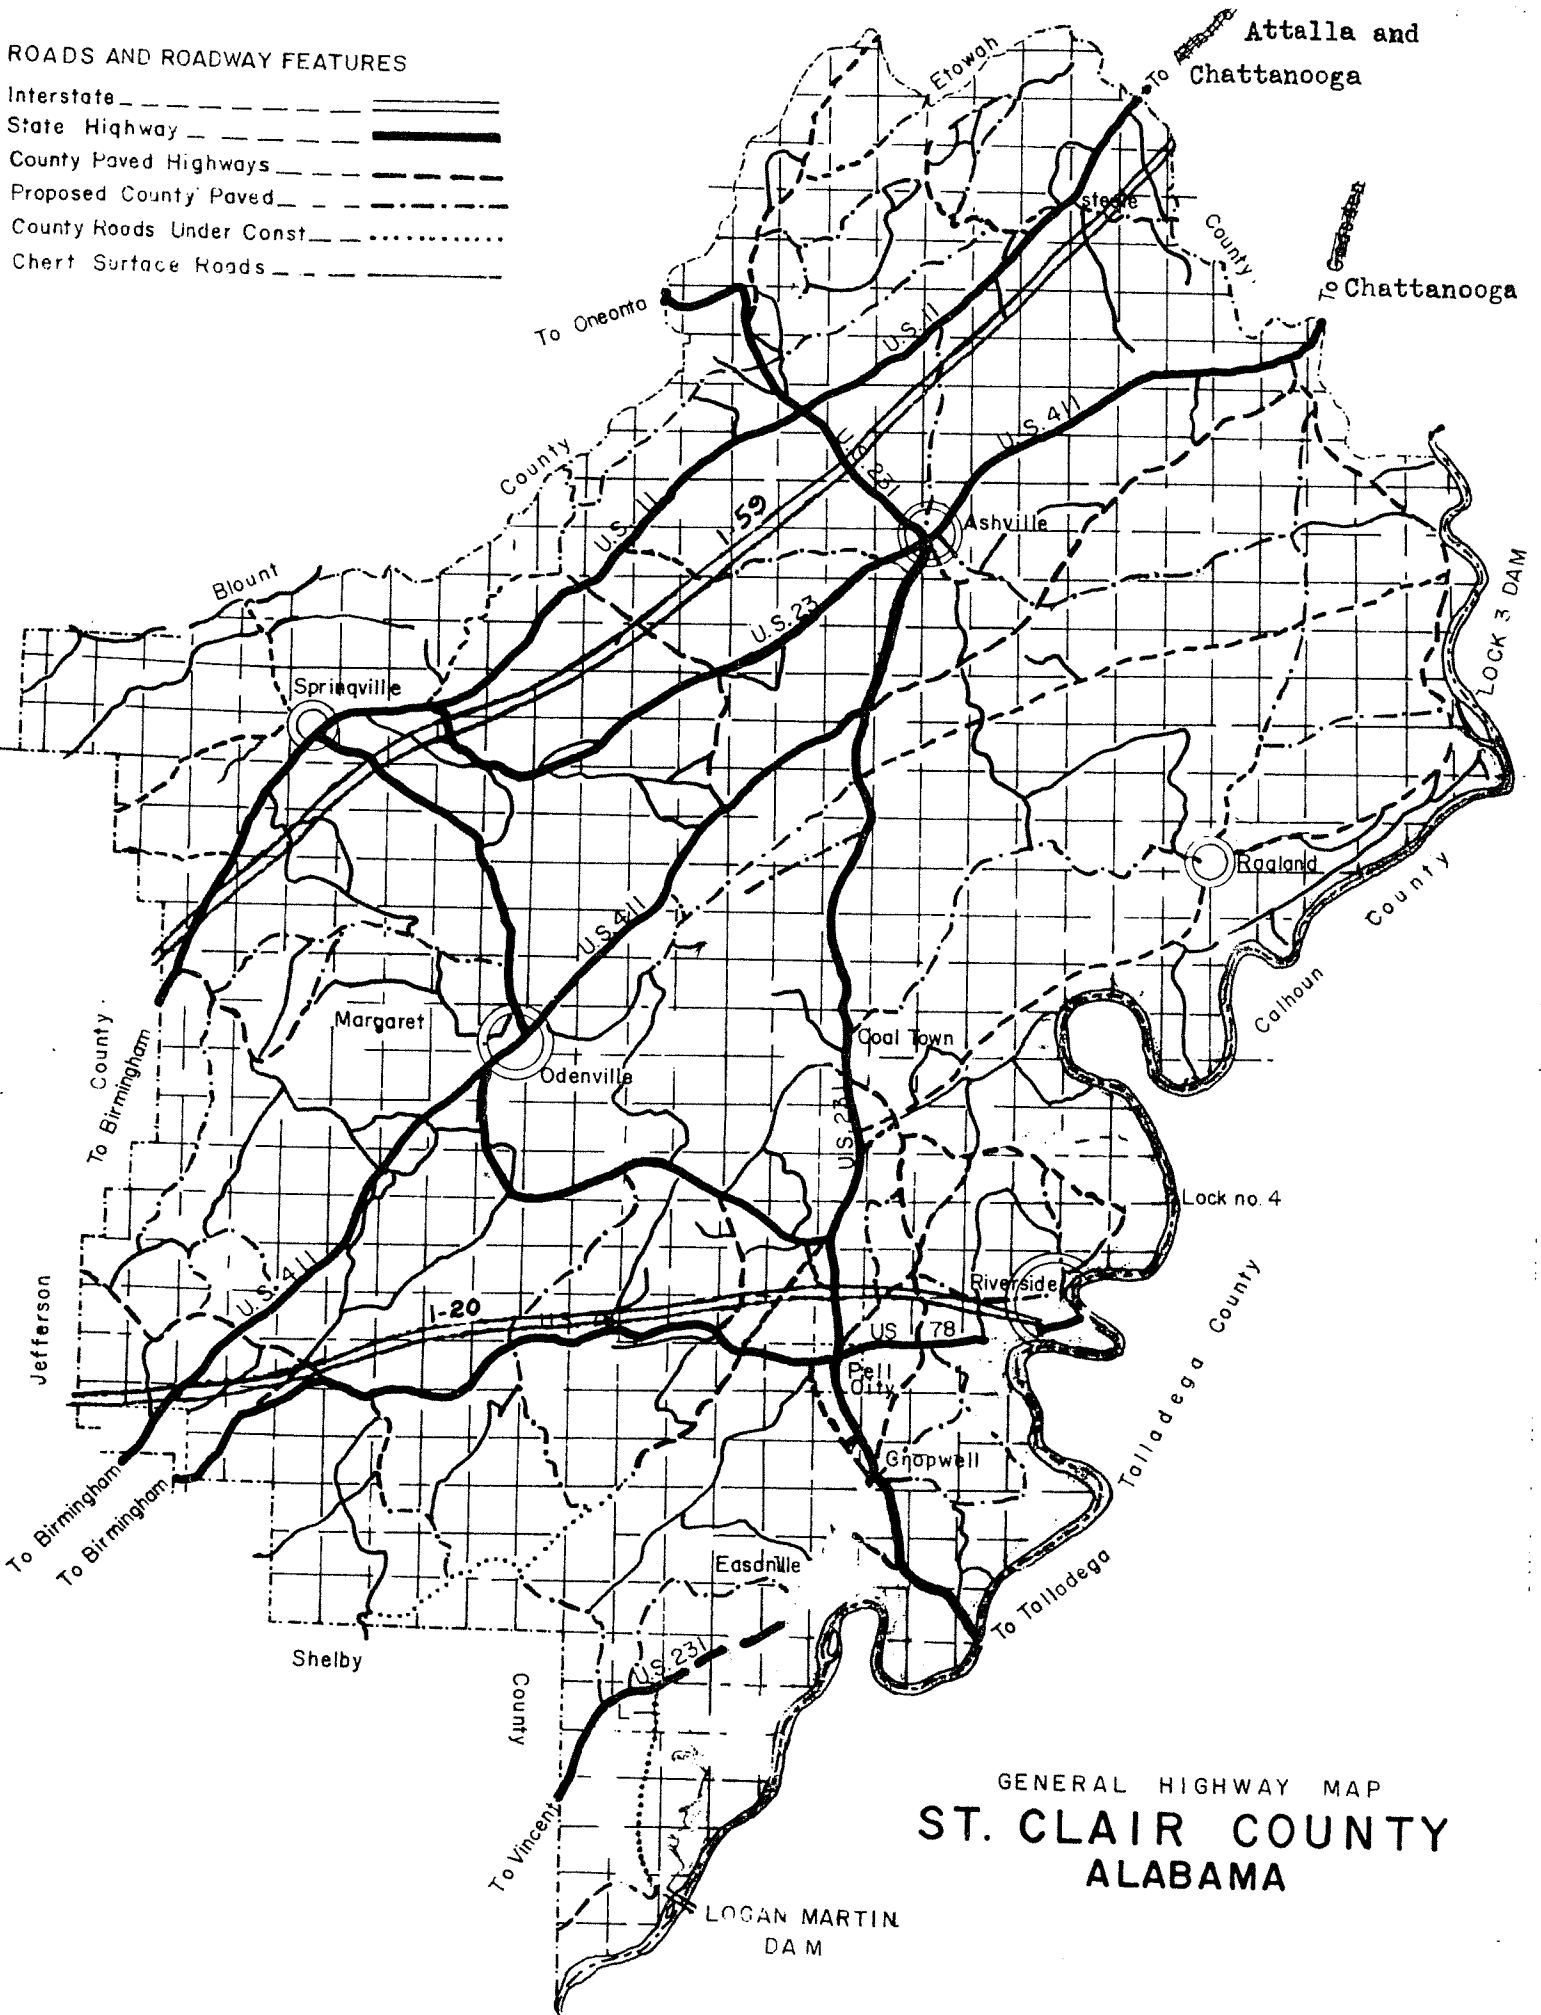 ROADS AND ROADWAY FEATURES
Interstate
State Highway
County Paved Highways
Proposed County Paved
County Roads Under Const
Chert Surface Roads
To
Attalla and
Chattanooga
Etowah
County
To
Chattanooga
To Oneonta
U.S. 11
U.S. 411
County
U.S. 231
U.S. 11
I-59
Ashville
Blount
U.S. 23
LOCK 3 DAM
Springville
Ragland
County
U.S. 411
Calhoun
Margaret
Coal Town
Odenville
County
To Birmingham
U.S. 231
Lock no. 4
U.S. 411
Riverside
County
Jefferson
I-20
US 78
Pell
City
Talladega
Cropwell
To Birmingham
To Birmingham
Easonville
To Talladega
Shelby
U.S. 231
County
To Vincent
GENERAL HIGHWAY MAP
ST. CLAIR COUNTY
ALABAMA
LOGAN MARTIN
DAM